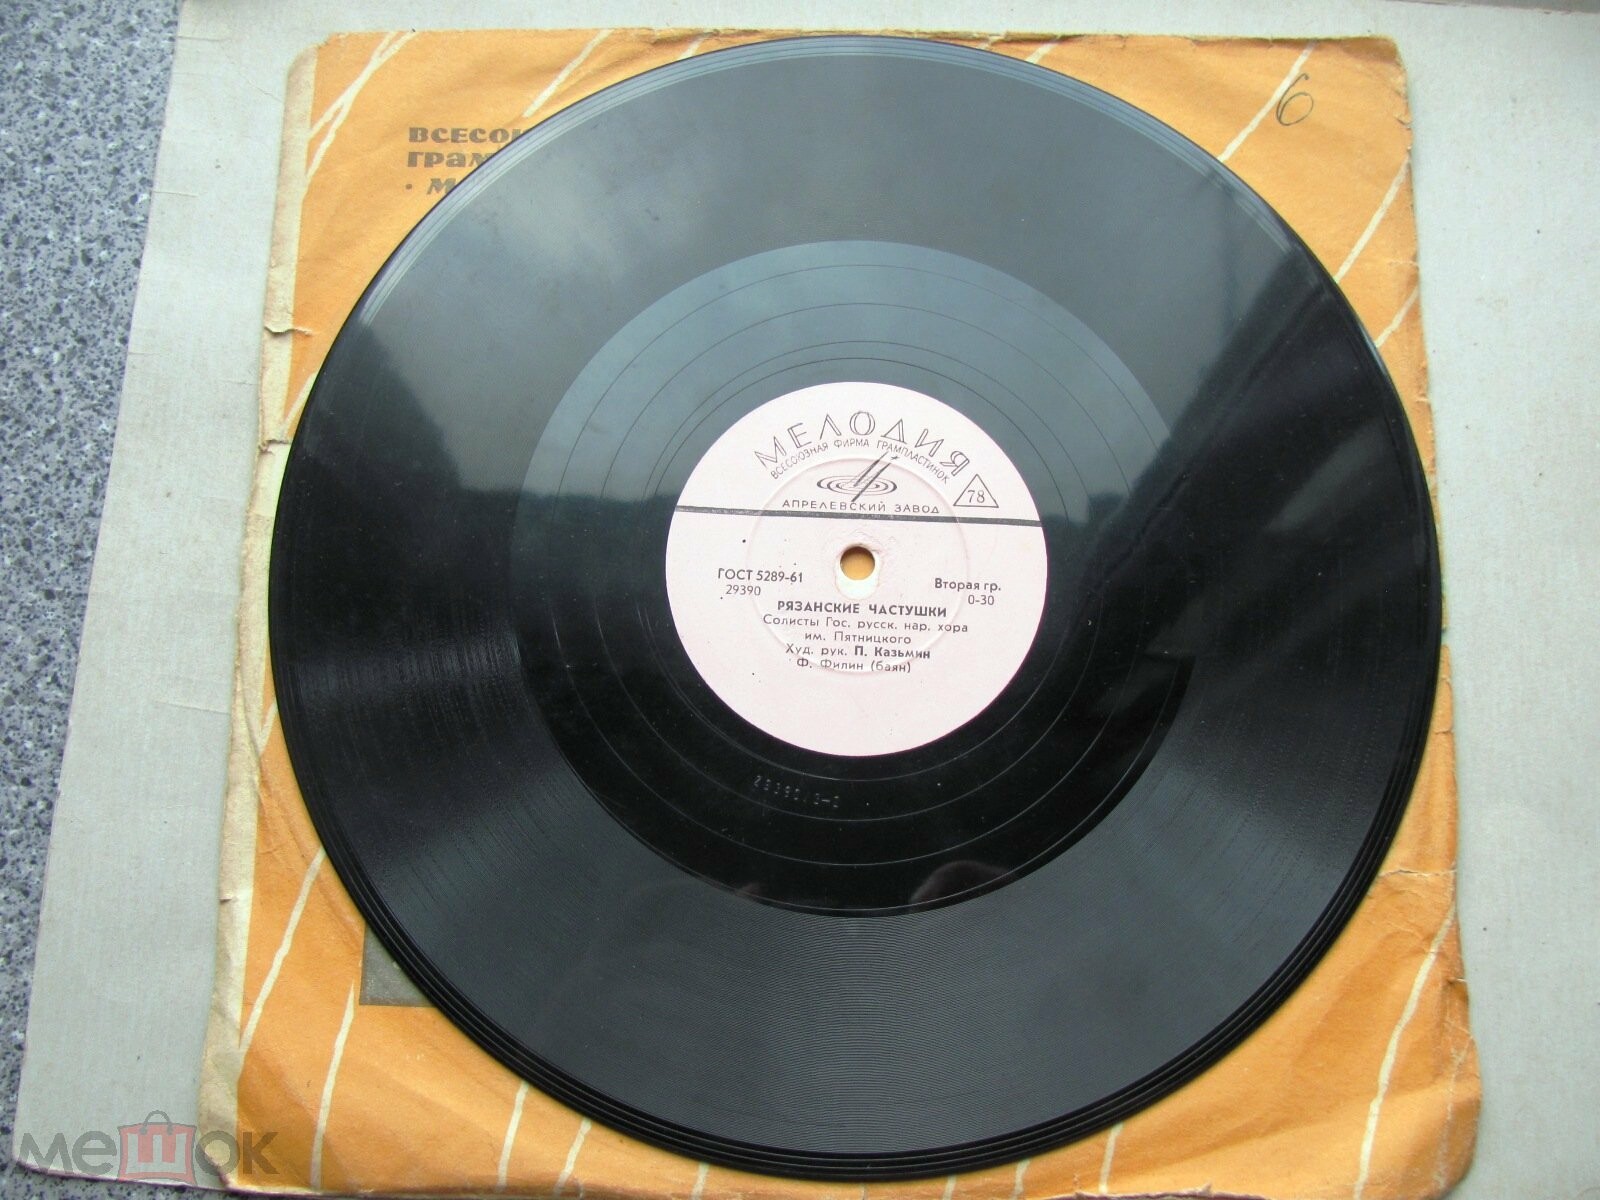 6
ВСЕСОЮ
ГРАМ
МЕЛОДИЯ
ВСЕСОЮЗНАЯ ФИРМА ГРАМПЛАСТИНОК
78
АПРЕЛЕВСКИЙ ЗАВОД
ГОСТ 5289-61
29390
Вторая гр.
0-30
РЯЗАНСКИЕ ЧАСТУШКИ
Солисты Гос. русск. нар. хора
им. Пятницкого
Худ. рук. П. Казьмин
Ф. Филин (баян)
мешок